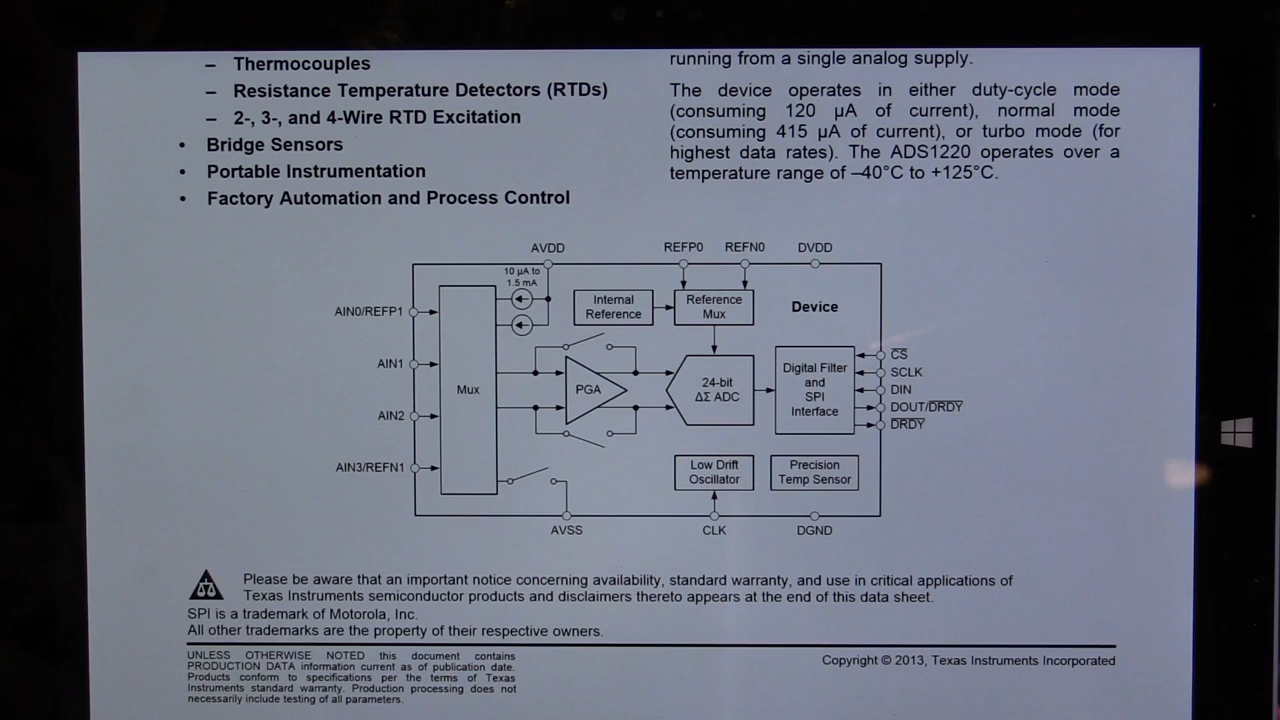 – Thermocouples
– Resistance Temperature Detectors (RTDs)
– 2-, 3-, and 4-Wire RTD Excitation
• Bridge Sensors
• Portable Instrumentation
• Factory Automation and Process Control
running from a single analog supply.
The device operates in either duty-cycle mode
(consuming 120 µA of current), normal mode
(consuming 415 µA of current), or turbo mode (for
highest data rates). The ADS1220 operates over a
temperature range of –40°C to +125°C.
AVDD
REFP0
REFN0
DVDD
10 µA to
1.5 mA
Internal
Reference
Reference
Mux
Device
AIN0/REFP1
AIN1
AIN2
AIN3/REFN1
Mux
PGA
24-bit
ΔΣ ADC
Digital Filter
and
SPI
Interface
CS
SCLK
DIN
DOUT/DRDY
DRDY
Low Drift
Oscillator
Precision
Temp Sensor
AVSS
CLK
DGND
Please be aware that an important notice concerning availability, standard warranty, and use in critical applications of
Texas Instruments semiconductor products and disclaimers thereto appears at the end of this data sheet.
SPI is a trademark of Motorola, Inc.
All other trademarks are the property of their respective owners.
UNLESS OTHERWISE NOTED this document contains
PRODUCTION DATA information current as of publication date.
Products conform to specifications per the terms of Texas
Instruments standard warranty. Production processing does not
necessarily include testing of all parameters.
Copyright © 2013, Texas Instruments Incorporated